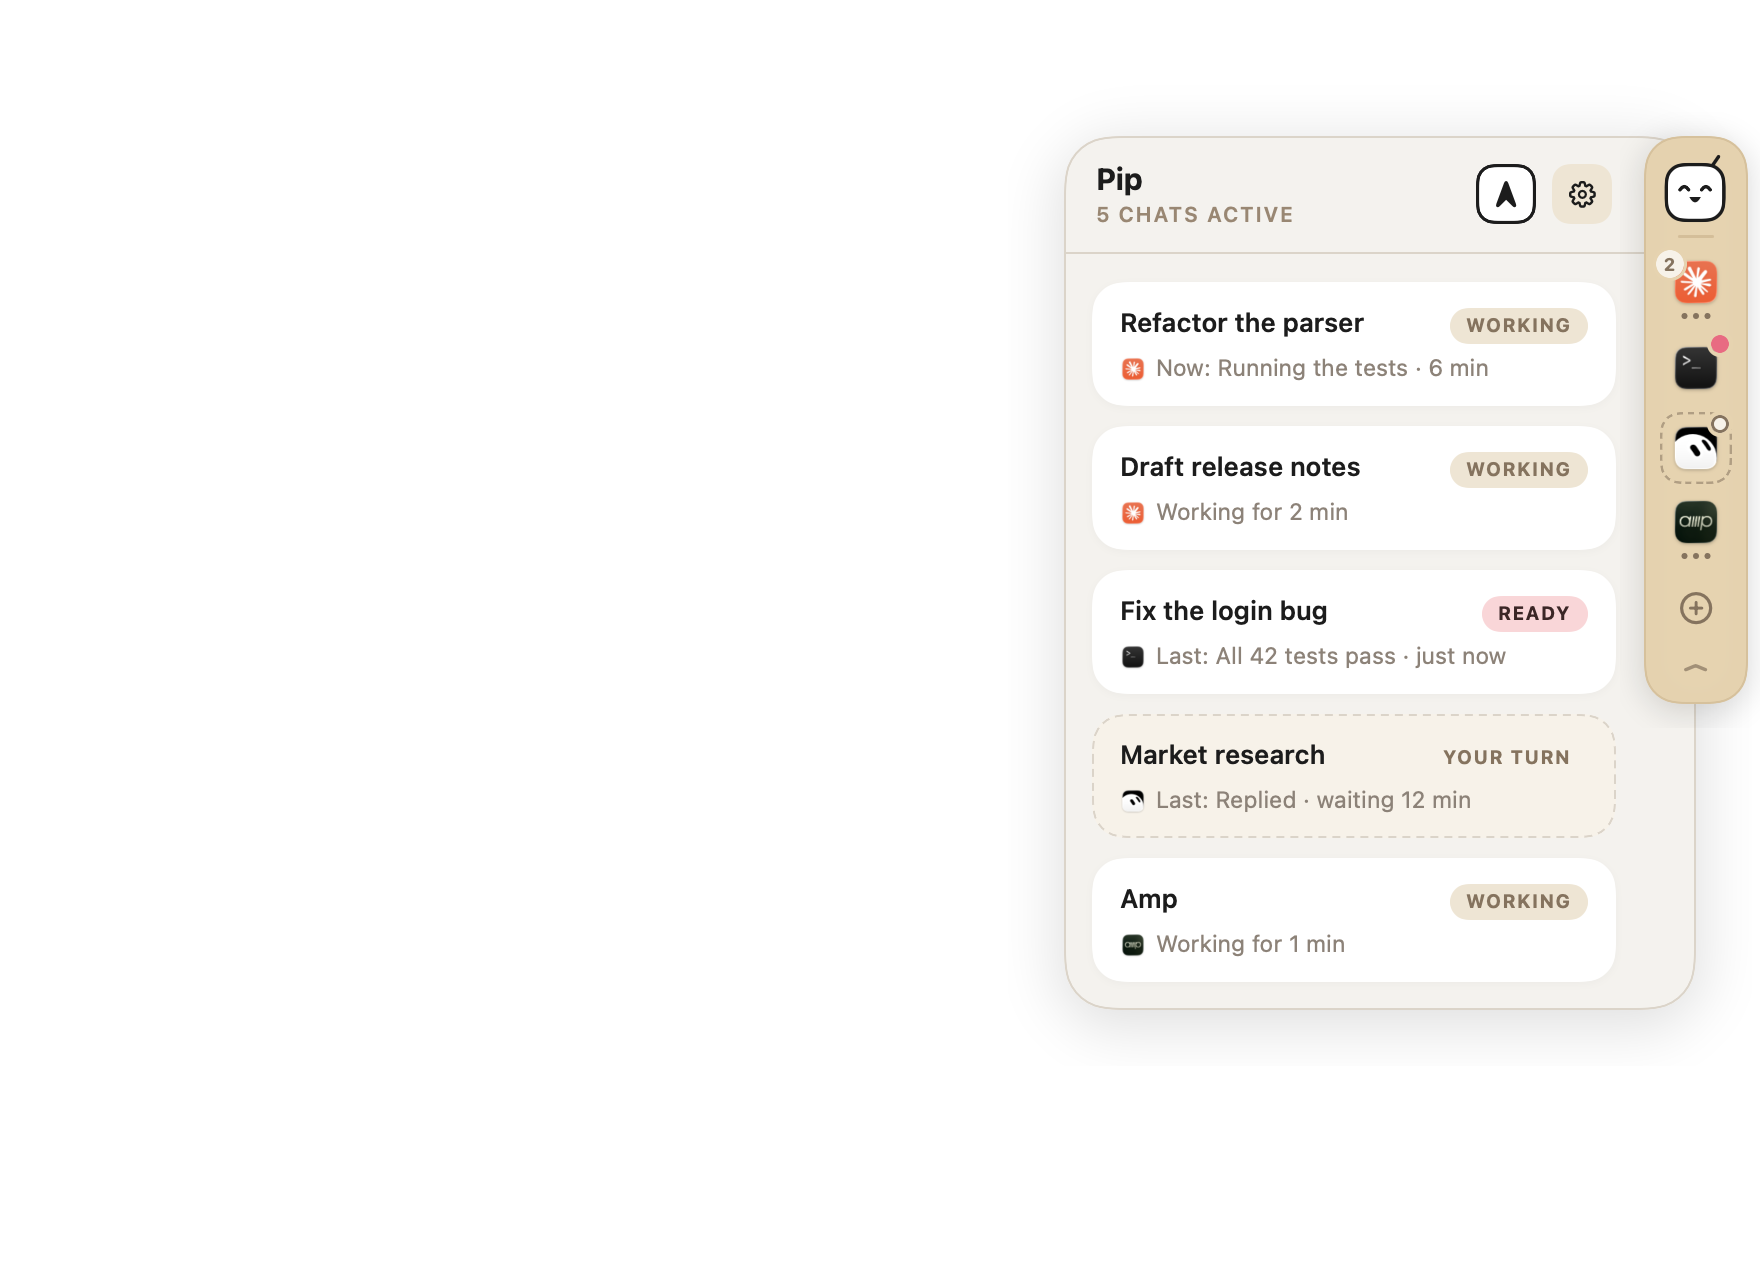 Pip
5 CHATS ACTIVE
2
Refactor the parser
WORKING
Now: Running the tests · 6 min
>_
Draft release notes
WORKING
Working for 2 min
amp
Fix the login bug
READY
Last: All 42 tests pass · just now
Market research
YOUR TURN
Last: Replied · waiting 12 min
Amp
WORKING
amp
Working for 1 min